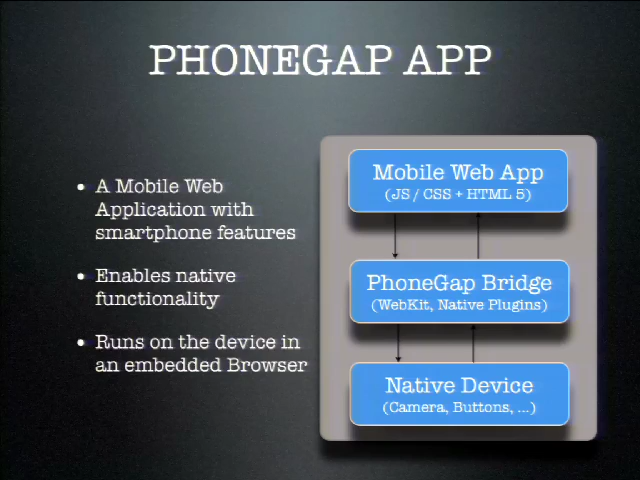 PHONEGAP APP
• A Mobile Web
Application with
smartphone features
• Enables native
functionality
• Runs on the device in
an embedded Browser
Mobile Web App
(JS / CSS + HTML 5)
PhoneGap Bridge
(WebKit, Native Plugins)
Native Device
(Camera, Buttons, ...)